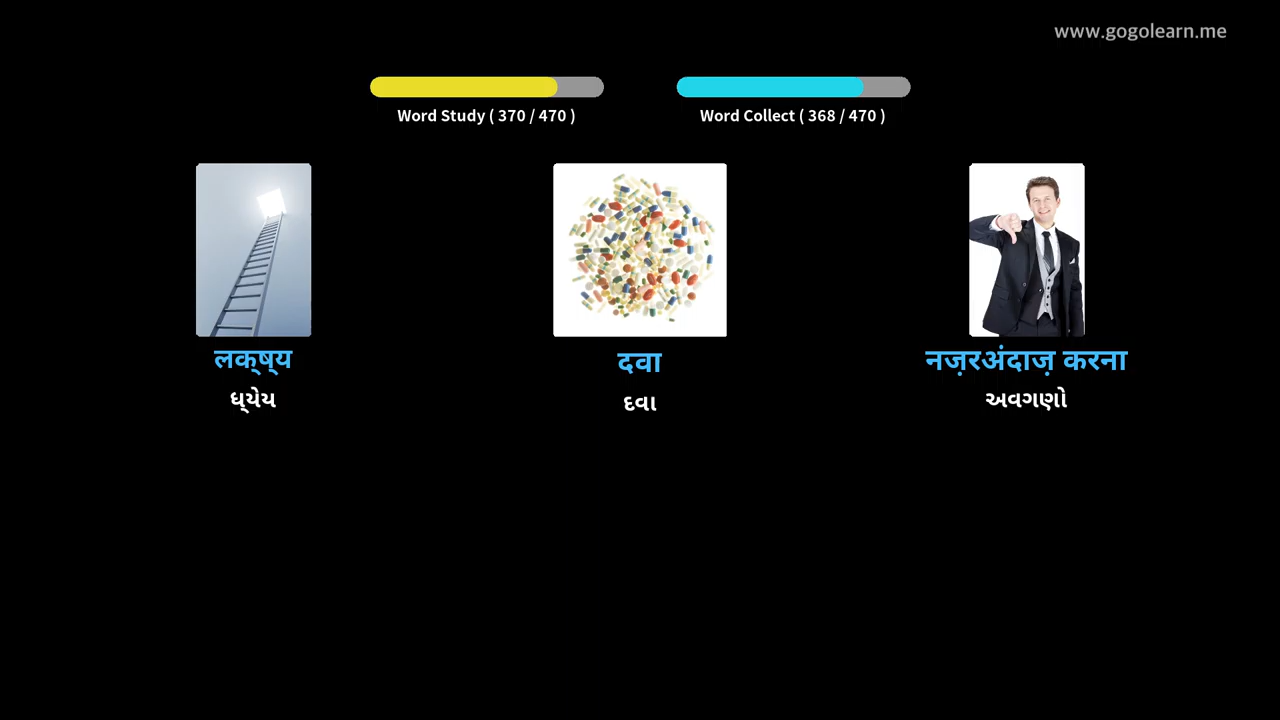 www.gogolearn.me
Word Study ( 370 / 470 )
Word Collect ( 368 / 470 )
लक्ष्य
दवा
नज़रअंदाज़ करना
ધ્યેય
દવા
અવગણો